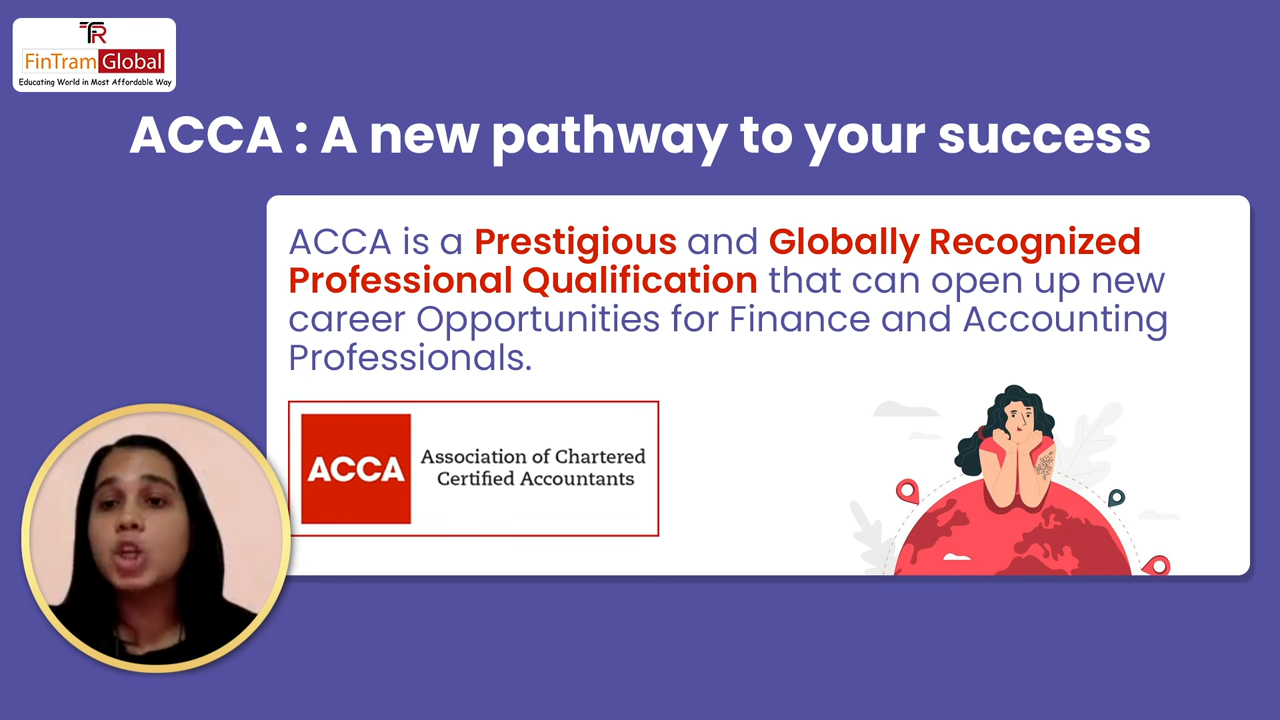 FR
FinTram Global
Educating World in Most Affordable Way
ACCA : A new pathway to your success
ACCA is a Prestigious and Globally Recognized
Professional Qualification that can open up new
career Opportunities for Finance and Accounting
Professionals.
ACCA
Association of Chartered
Certified Accountants